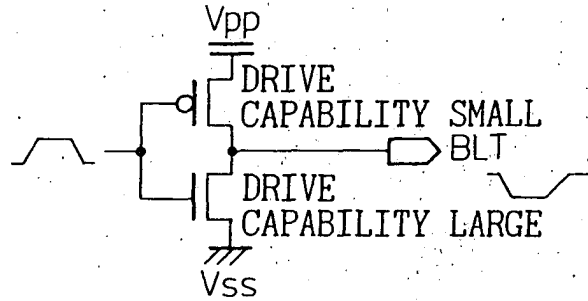 Vpp
DRIVE
CAPABILITY SMALL
BLT
DRIVE
CAPABILITY LARGE
Vss